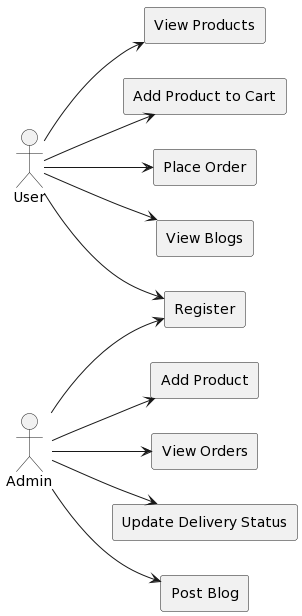 View Products
Add Product to Cart
Place Order
User
View Blogs
Register
Add Product
View Orders
Admin
Update Delivery Status
Post Blog